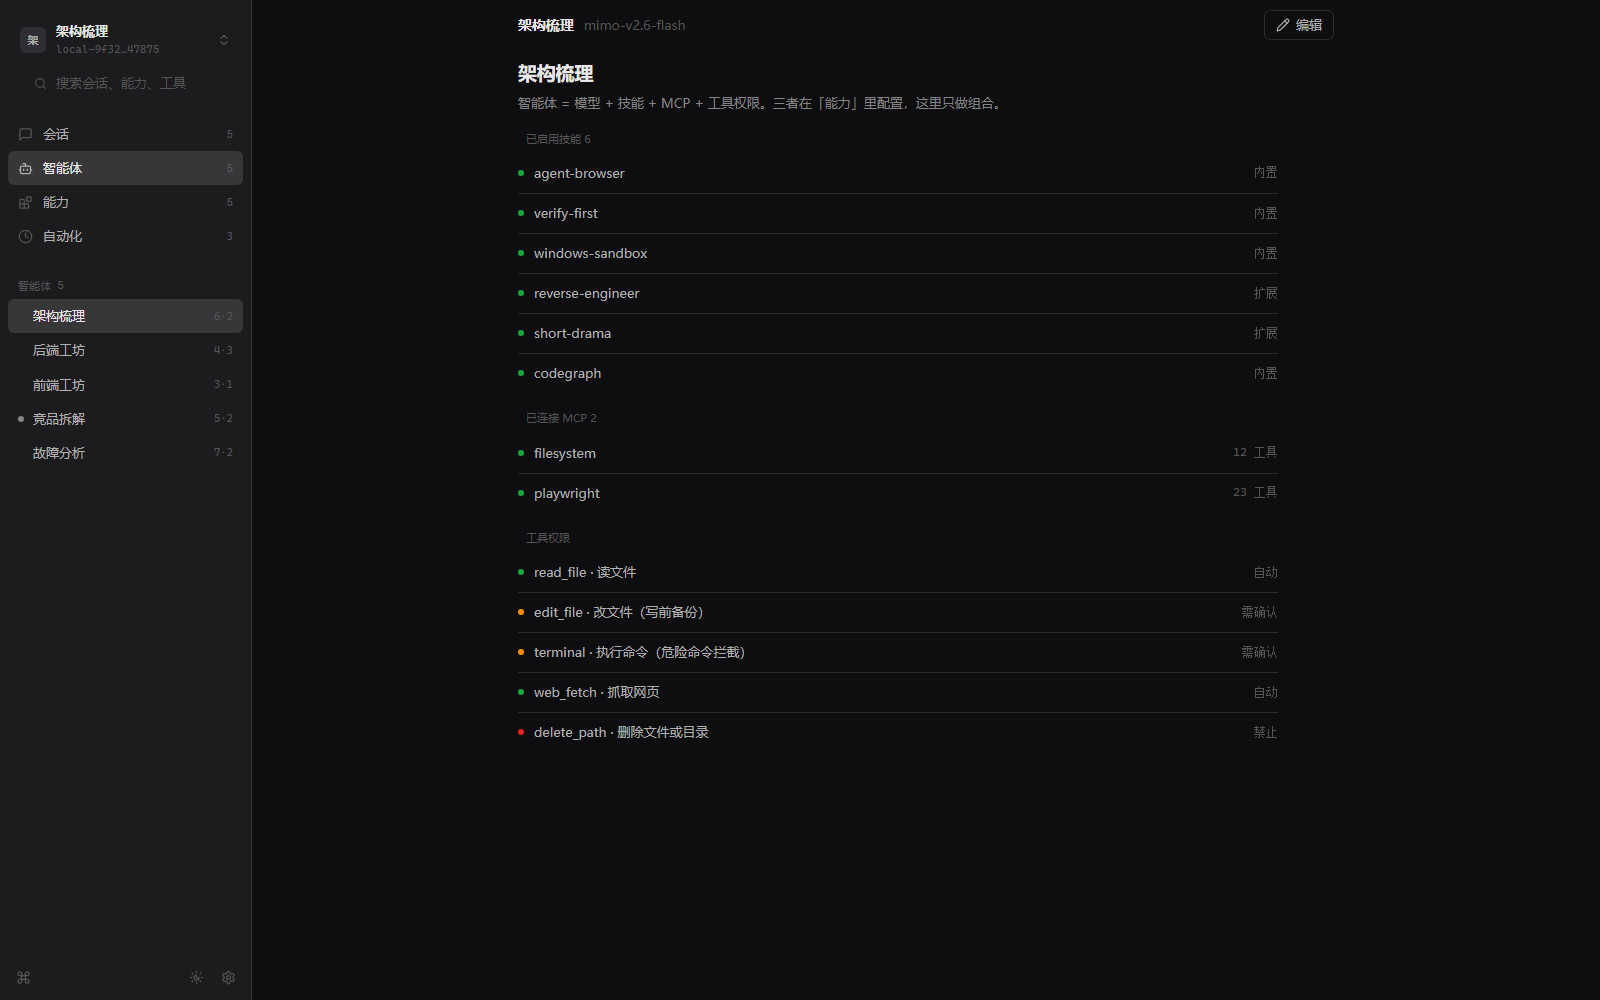 架
架构梳理
local-9f32…47875
搜索会话、能力、工具
会话 5
智能体 5
能力 5
自动化 3
智能体 5
架构梳理 6·2
后端工坊 4·3
前端工坊 3·1
竞品拆解 5·2
故障分析 7·2
架构梳理 mimo-v2.6-flash
编辑
架构梳理
智能体 = 模型 + 技能 + MCP + 工具权限。三者在「能力」里配置，这里只做组合。
已启用技能 6
agent-browser 内置
verify-first 内置
windows-sandbox 内置
reverse-engineer 扩展
short-drama 扩展
codegraph 内置
已连接 MCP 2
filesystem 12 工具
playwright 23 工具
工具权限
read_file · 读文件 自动
edit_file · 改文件（写前备份） 需确认
terminal · 执行命令（危险命令拦截） 需确认
web_fetch · 抓取网页 自动
delete_path · 删除文件或目录 禁止